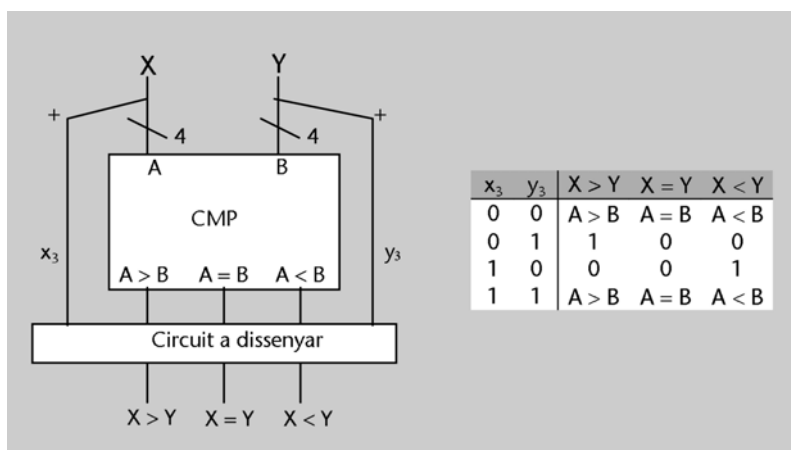 X Y
+ +
4 4
A B
CMP
x3 y3
A > B A = B A < B
Circuit a dissenyar
X > Y X = Y X < Y
x3 y3 X > Y X = Y X < Y
0 0 A > B A = B A < B
0 1 1 0 0
1 0 0 0 1
1 1 A > B A = B A < B